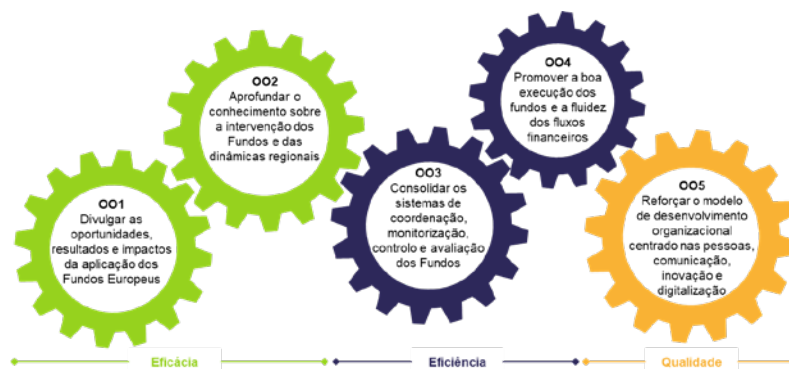 OO1
Divulgar as
oportunidades,
resultados e impactos
da aplicação dos
Fundos Europeus
OO2
Aprofundar o
conhecimento sobre
a intervenção dos
Fundos e das
dinâmicas regionais
OO3
Consolidar os
sistemas de
coordenação,
monitorização,
controlo e avaliação
dos Fundos
OO4
Promover a boa
execução dos
fundos e a fluidez
dos fluxos
financeiros
OO5
Reforçar o modelo
de desenvolvimento
organizacional
centrado nas pessoas,
comunicação,
inovação e
digitalização
Eficácia
Eficiência
Qualidade